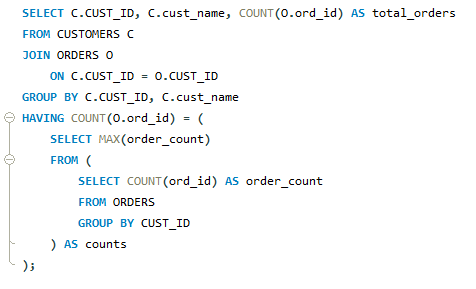 SELECT C.CUST_ID, C.cust_name, COUNT(O.ord_id) AS total_orders
FROM CUSTOMERS C
JOIN ORDERS O
ON C.CUST_ID = O.CUST_ID
GROUP BY C.CUST_ID, C.cust_name
HAVING COUNT(O.ord_id) = (
SELECT MAX(order_count)
FROM (
SELECT COUNT(ord_id) AS order_count
FROM ORDERS
GROUP BY CUST_ID
) AS counts
);